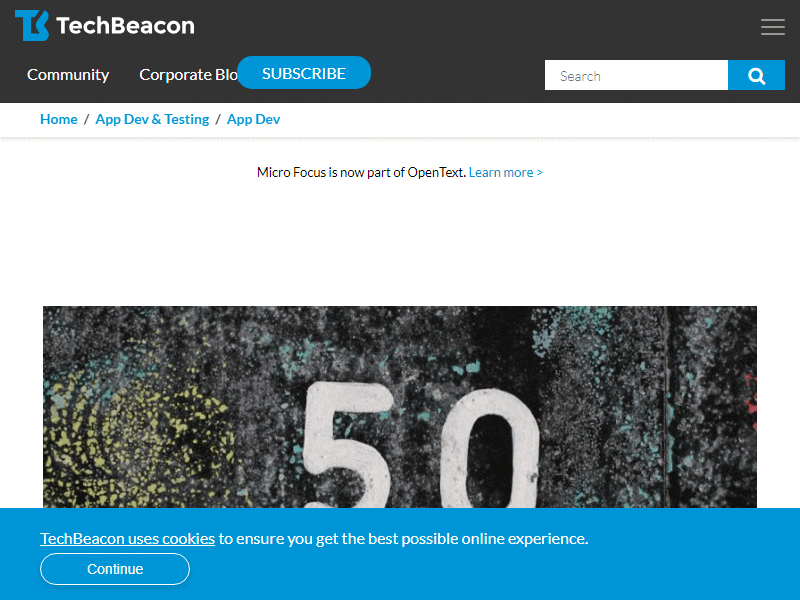 TechBeacon
Community
Corporate Blo
SUBSCRIBE
Search
Home / App Dev & Testing / App Dev
Micro Focus is now part of OpenText. Learn more >
50
TechBeacon uses cookies to ensure you get the best possible online experience.
Continue